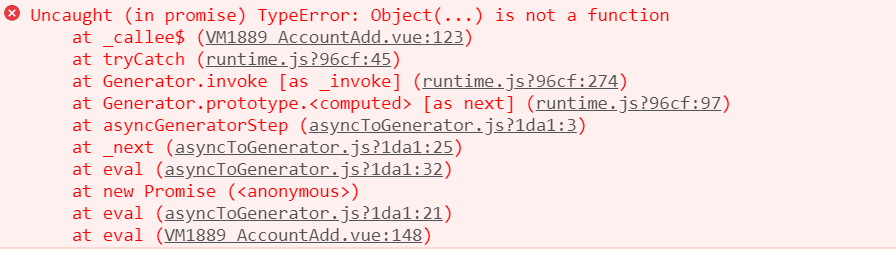 Uncaught (in promise) TypeError: Object(...) is not a function
at _callee$ (VM1889 AccountAdd.vue:123)
at tryCatch (runtime.js?96cf:45)
at Generator.invoke [as _invoke] (runtime.js?96cf:274)
at Generator.prototype.<computed> [as next] (runtime.js?96cf:97)
at asyncGeneratorStep (asyncToGenerator.js?1da1:3)
at _next (asyncToGenerator.js?1da1:25)
at eval (asyncToGenerator.js?1da1:32)
at new Promise (<anonymous>)
at eval (asyncToGenerator.js?1da1:21)
at eval (VM1889 AccountAdd.vue:148)